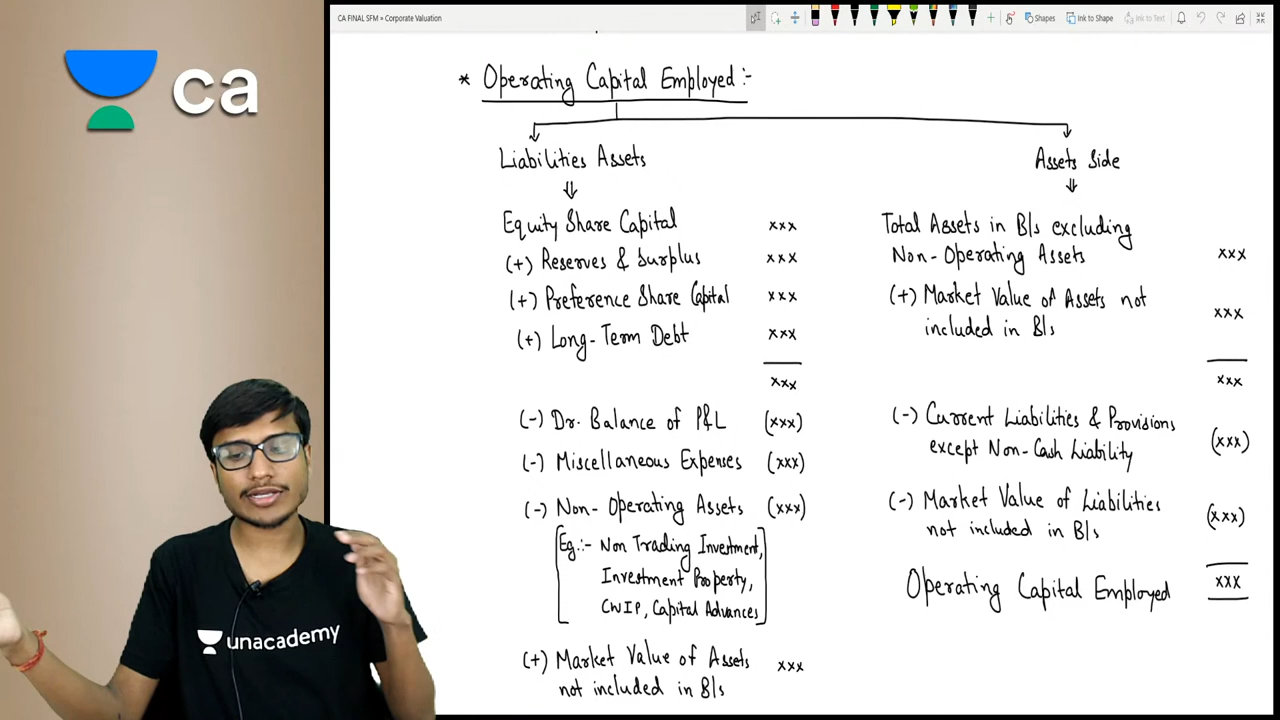 ca
unacademy
CA FINAL SFM > Corporate Valuation
Shapes
Ink to Shape
Ink to Text
* Operating Capital Employed :-
Liabilities Assets
Equity Share Capital xxx
(+) Reserves & Surplus xxx
(+) Preference Share Capital xxx
(+) Long-Term Debt xxx
xxx
(-) Dr. Balance of P&L (xxx)
(-) Miscellaneous Expenses (xxx)
(-) Non-Operating Assets (xxx)
Eg.:- Non Trading Investment,
Investment Property,
CWIP, Capital Advances
(+) Market Value of Assets xxx
not included in B/s
Assets Side
Total Assets in B/s excluding
Non-Operating Assets xxx
(+) Market Value of Assets not
included in B/s xxx
xxx
(-) Current Liabilities & Provisions
except Non-Cash Liability (xxx)
(-) Market Value of Liabilities
not included in B/s (xxx)
Operating Capital Employed xxx